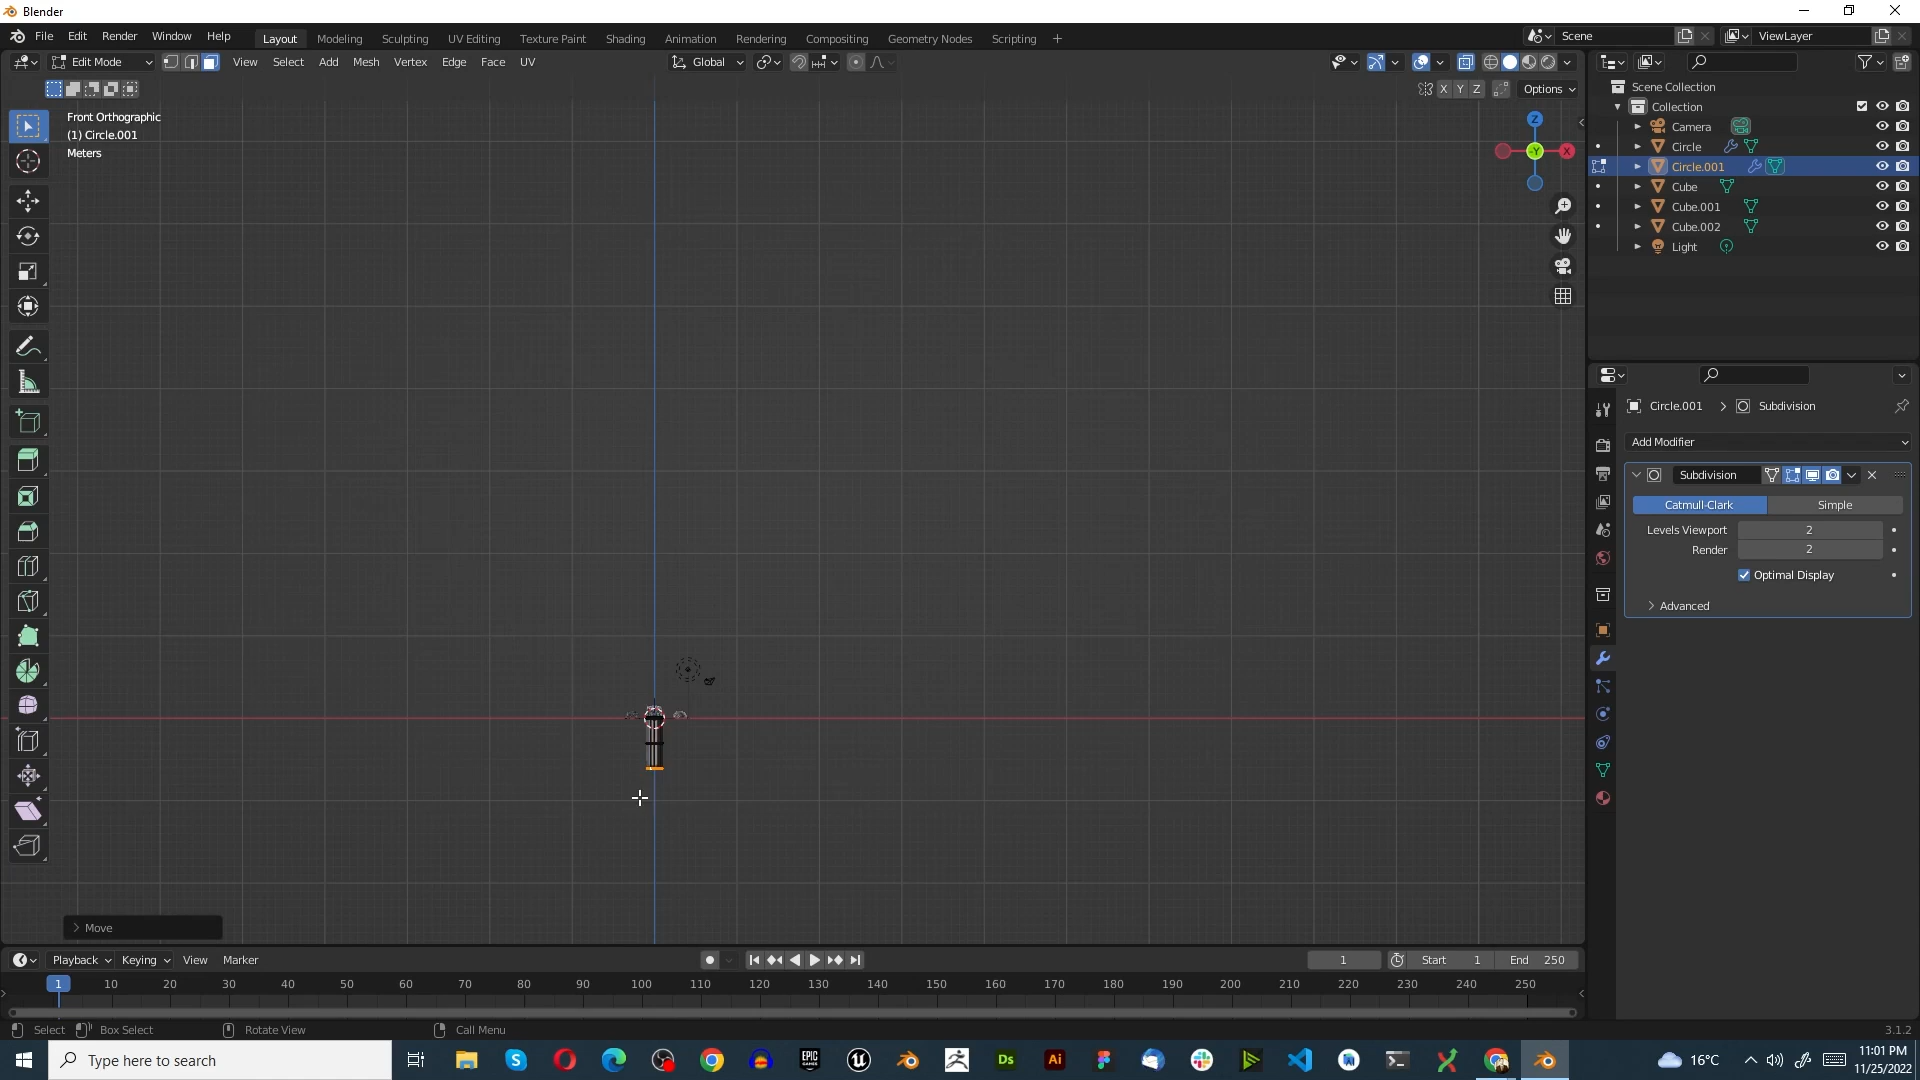 Blender
File Edit Render Window Help Layout Modeling Sculpting UV Editing Texture Paint Shading Animation Rendering Compositing Geometry Nodes Scripting + Scene ViewLayer
Edit Mode View Select Add Mesh Vertex Edge Face UV Global
X Y Z Options
Front Orthographic
(1) Circle.001
Meters
Z
-Y X
Scene Collection
Collection
Camera
Circle
Circle.001
Cube
Cube.001
Cube.002
Light
Circle.001 > Subdivision
Add Modifier
Subdivision
Catmull-Clark Simple
Levels Viewport 2
Render 2
Optimal Display
Advanced
Move
Playback Keying View Marker 1 Start 1 End 250
1 10 20 30 40 50 60 70 80 90 100 110 120 130 140 150 160 170 180 190 200 210 220 230 240 250
Select Box Select Rotate View Call Menu 3.1.2
Type here to search EPIC GAMES Ds Ai 16°C 11:01 PM
11/25/2022